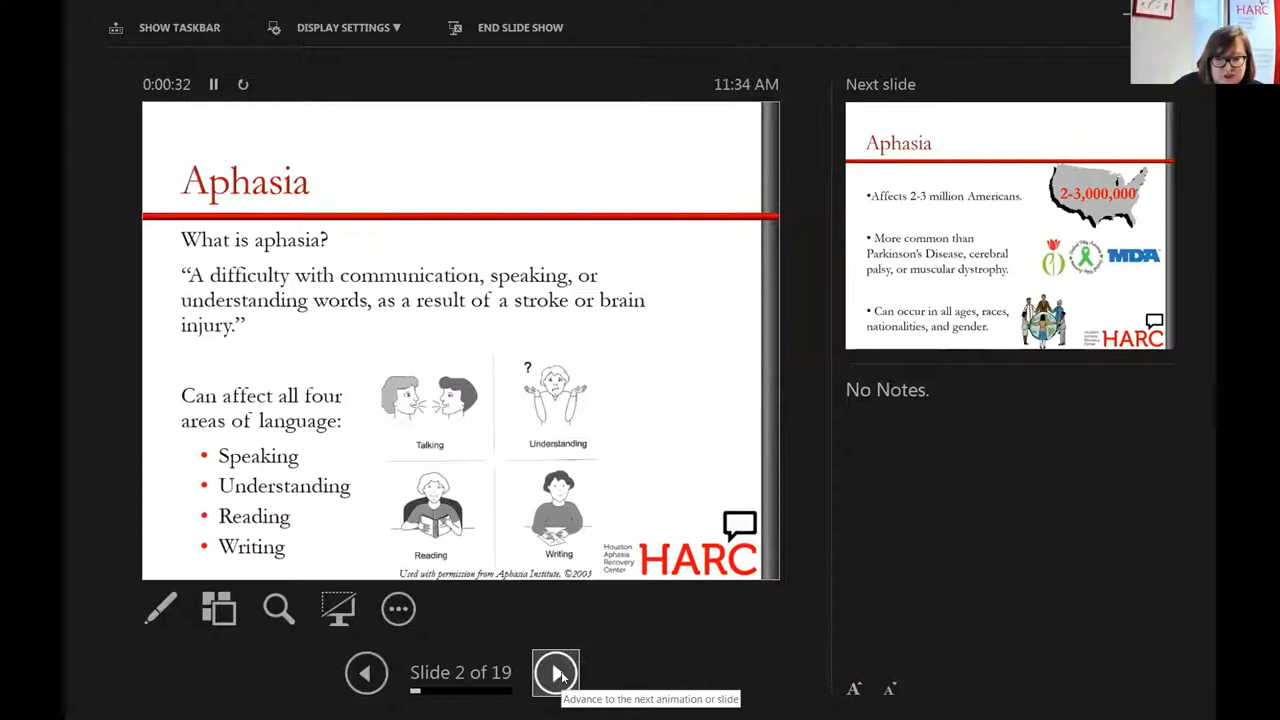 SHOW TASKBAR
DISPLAY SETTINGS ▼
END SLIDE SHOW
HARC
0:00:32
11:34 AM
Aphasia
What is aphasia?
“A difficulty with communication, speaking, or
understanding words, as a result of a stroke or brain
injury.”
Can affect all four
areas of language:
• Speaking
• Understanding
• Reading
• Writing
Talking
?
Understanding
Reading
Writing
Used with permission from Aphasia Institute. ©2003
Houston
Aphasia
Recovery
Center
HARC
Next slide
Aphasia
•Affects 2-3 million Americans.
2-3,000,000
• More common than
Parkinson’s Disease, cerebral
palsy, or muscular dystrophy.
MDA
• Can occur in all ages, races,
nationalities, and gender.
Houston
Aphasia
Recovery
Center
HARC
No Notes.
Slide 2 of 19
Advance to the next animation or slide
A
A